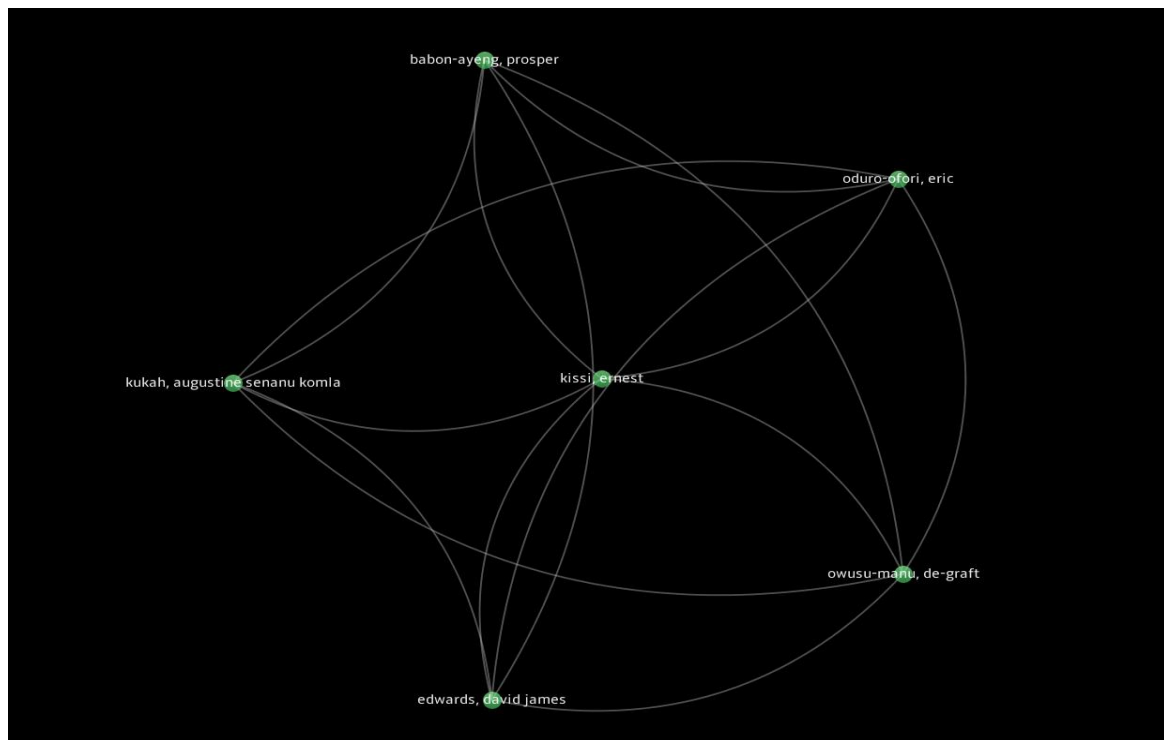 babon-ayeng, prosper
oduro-ofori, eric
kukah, augustine senanu komla
kissi, ernest
owusu-manu, de-graft
edwards, david james